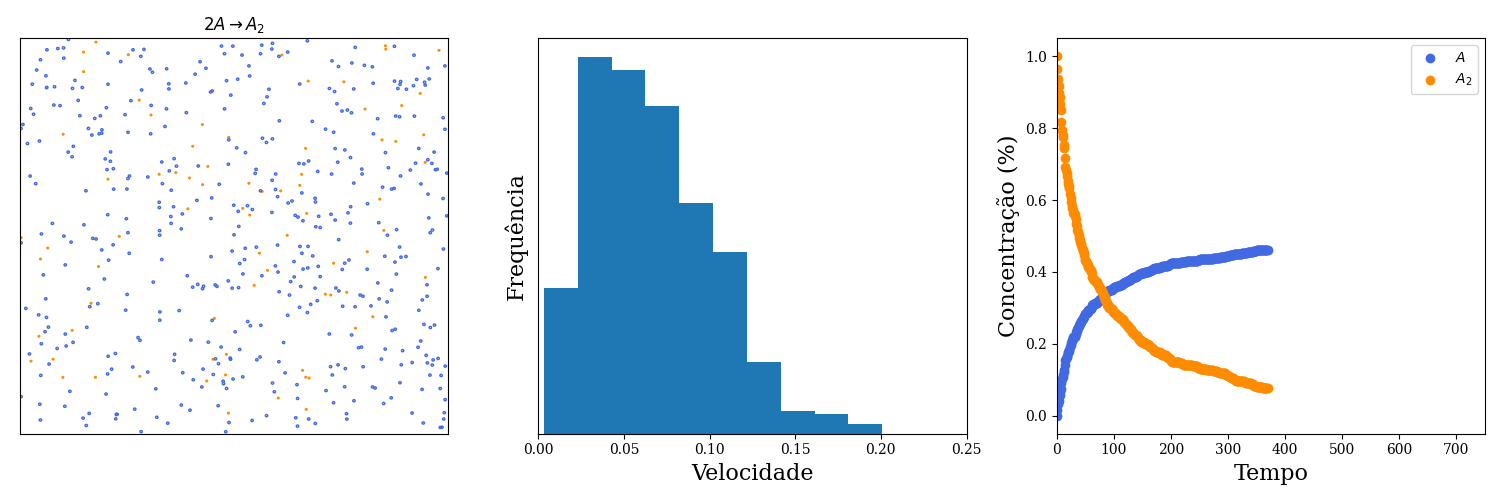 2A → A₂
Frequência
0.00 0.05 0.10 0.15 0.20 0.25
Velocidade
Concentração (%)
1.0
0.8
0.6
0.4
0.2
0.0
A
A₂
0 100 200 300 400 500 600 700
Tempo